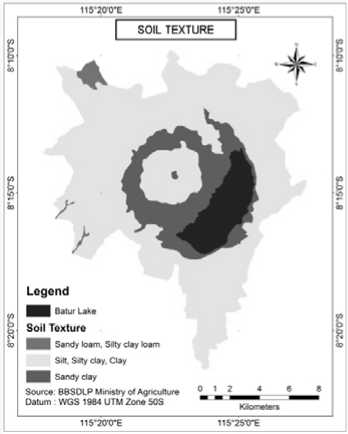 115°20'0"E 115°25'0"E
SOIL TEXTURE
8°10'0"S 8°10'0"S
8°15'0"S 8°15'0"S
8°20'0"S 8°20'0"S
Legend
Batur Lake
Soil Texture
Sandy loam, Silty clay loam
Silt, Silty clay, Clay
Sandy clay
Source: BBSDLP Ministry of Agriculture
Datum : WGS 1984 UTM Zone 50S
0 1 2 4 6 8
Kilometers
115°20'0"E 115°25'0"E